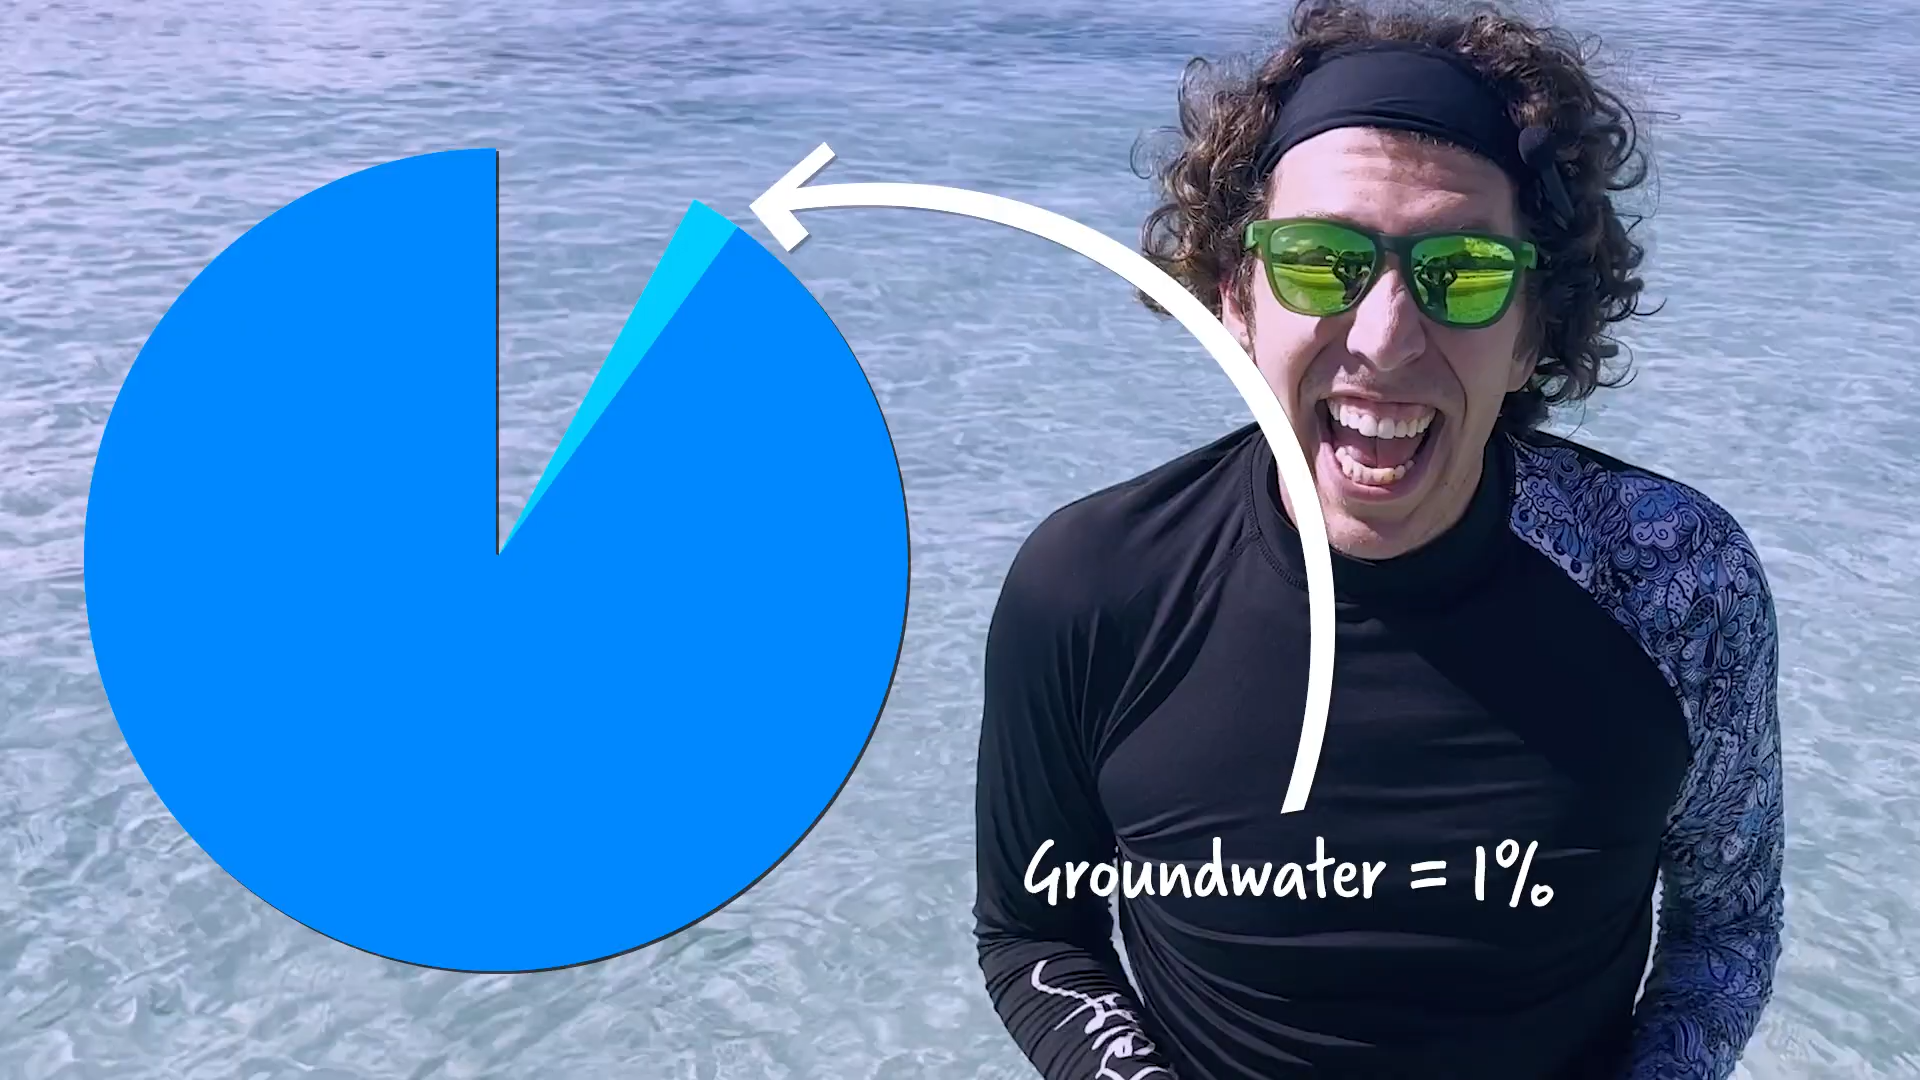 Groundwater = 1%